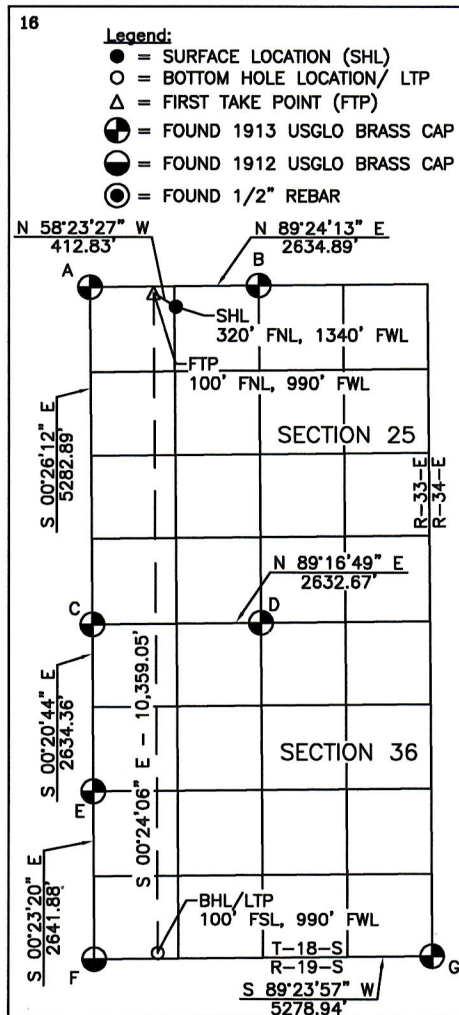 16
Legend:
● = SURFACE LOCATION (SHL)
○ = BOTTOM HOLE LOCATION/ LTP
△ = FIRST TAKE POINT (FTP)
= FOUND 1913 USGLO BRASS CAP
= FOUND 1912 USGLO BRASS CAP
= FOUND 1/2" REBAR
N 58°23'27" W
412.83'
N 89°24'13" E
2634.89'
A
B
SHL
320' FNL, 1340' FWL
FTP
100' FNL, 990' FWL
S 00°26'12" E
5282.89'
SECTION 25
R-33-E
R-34-E
N 89°16'49" E
2632.67'
C
D
S 00°20'44" E
2634.36'
S 00°24'06" E - 10,359.05'
SECTION 36
E
S 00°23'20" E
2641.88'
BHL/LTP
100' FSL, 990' FWL
T-18-S
R-19-S
F
G
S 89°23'57" W
5278.94'